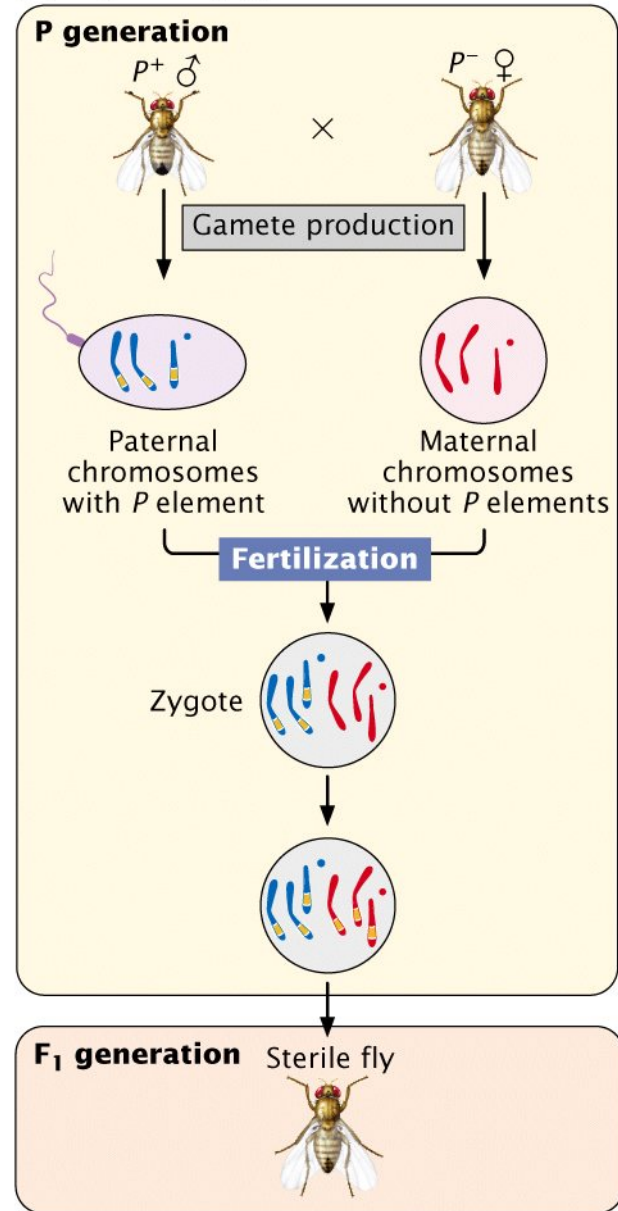 P generation
P⁺ ♂
×
P⁻ ♀
Gamete production
Paternal
chromosomes
with P element
Maternal
chromosomes
without P elements
Fertilization
Zygote
F₁ generation
Sterile fly